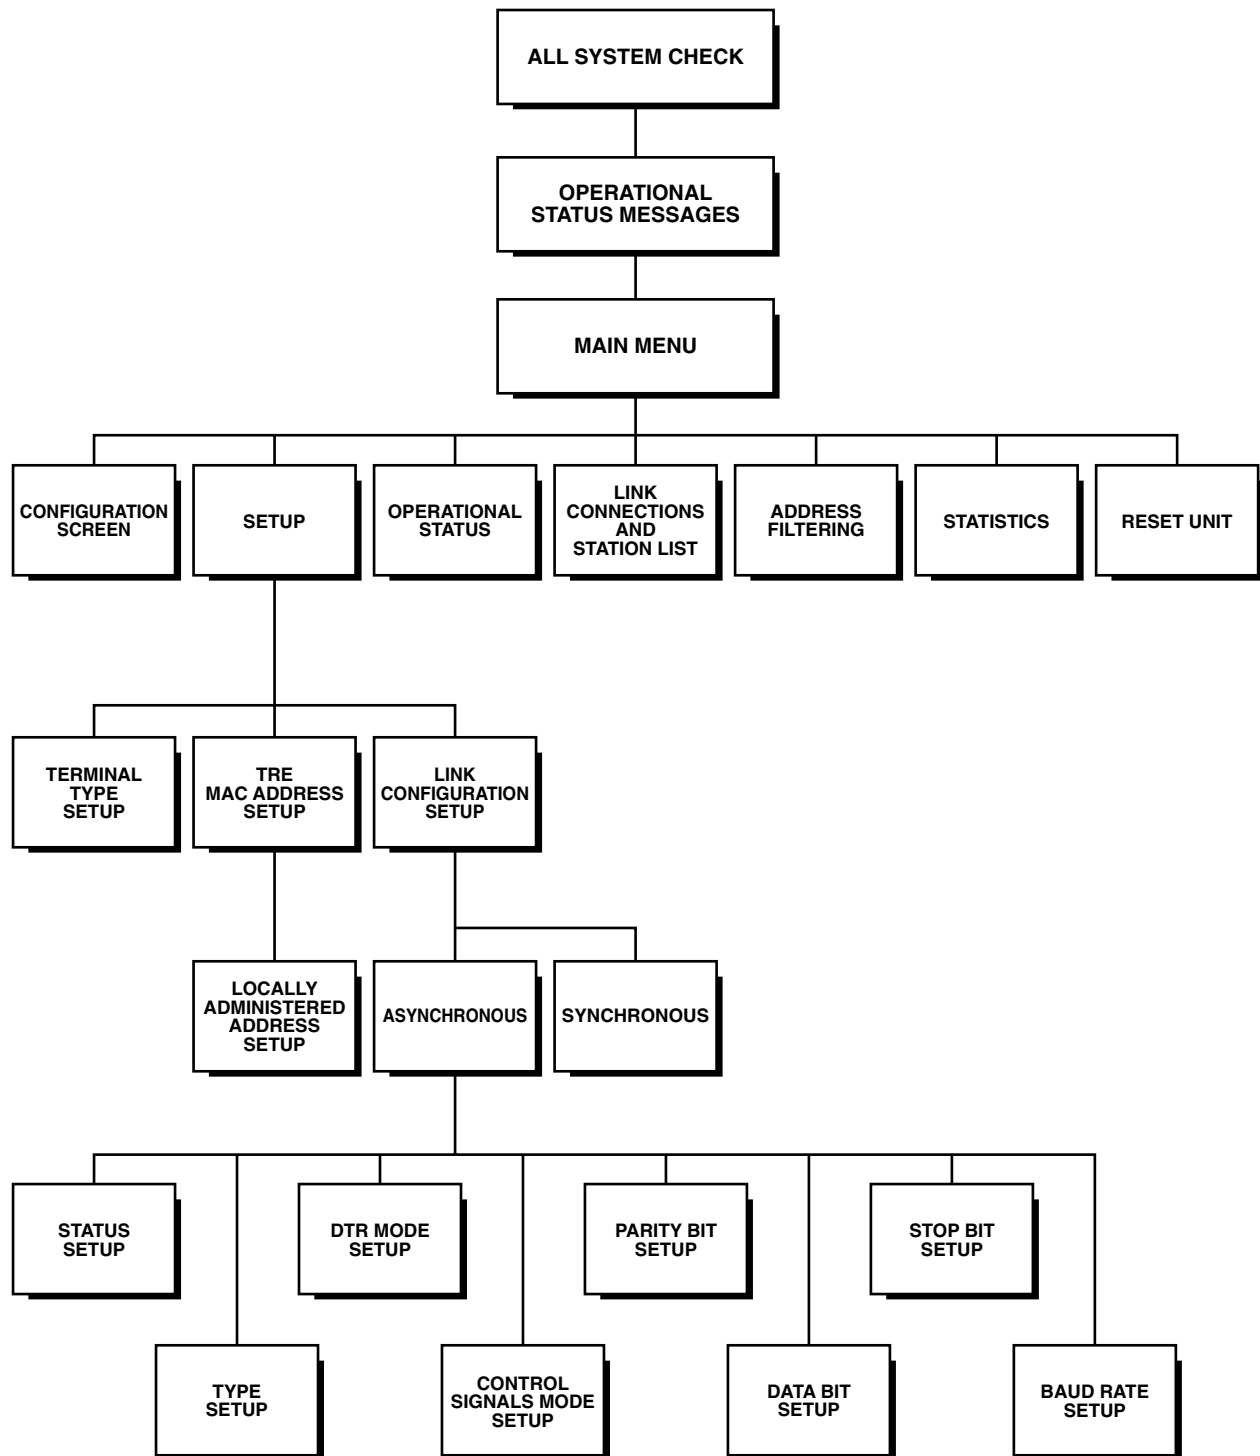 ALL SYSTEM CHECK
OPERATIONAL
STATUS MESSAGES
MAIN MENU
CONFIGURATION
SCREEN
SETUP
OPERATIONAL
STATUS
LINK
CONNECTIONS
AND
STATION LIST
ADDRESS
FILTERING
STATISTICS
RESET UNIT
TERMINAL
TYPE
SETUP
TRE
MAC ADDRESS
SETUP
LINK
CONFIGURATION
SETUP
LOCALLY
ADMINISTERED
ADDRESS
SETUP
ASYNCHRONOUS
SYNCHRONOUS
STATUS
SETUP
DTR MODE
SETUP
PARITY BIT
SETUP
STOP BIT
SETUP
TYPE
SETUP
CONTROL
SIGNALS MODE
SETUP
DATA BIT
SETUP
BAUD RATE
SETUP